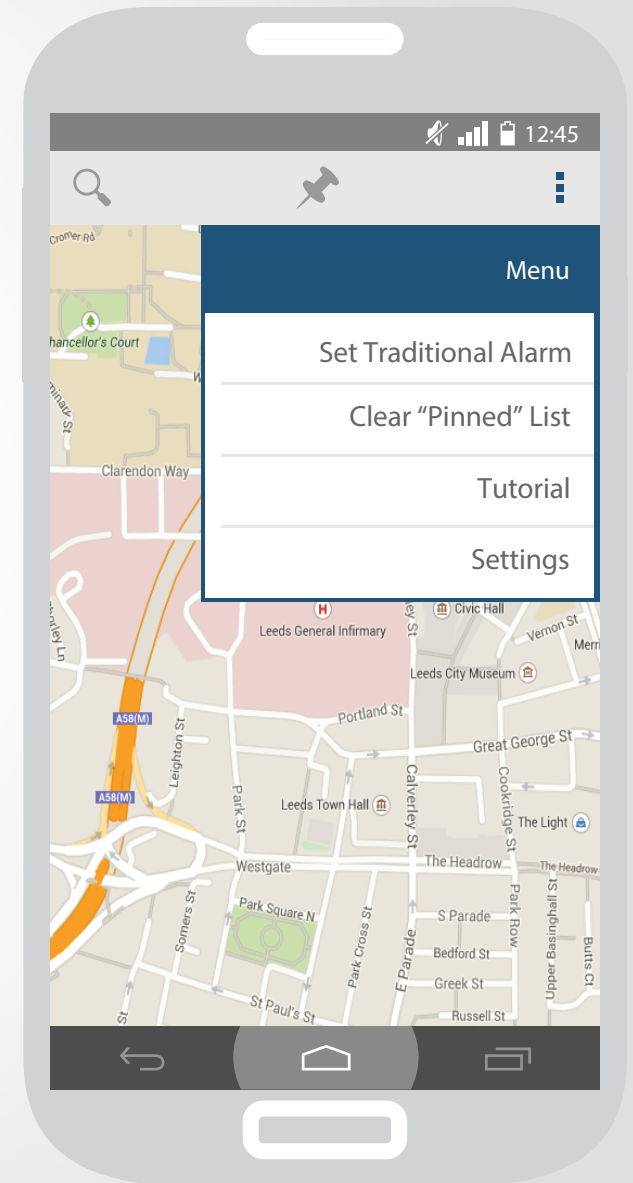 12:45
Cromer Rd
Menu
hancellor's Court
Set Traditional Alarm
Clear “Pinned” List
Clarendon Way
Tutorial
Settings
Civic Hall
Leeds General Infirmary
Vernon St
Merri
Leeds City Museum
Portland St
A58(M)
Leighton St
Great George St
Calverley St
Cookridge St
A58(M)
Park St
Leeds Town Hall
The Light
Westgate
The Headrow
The Headrow
Park Square N
Somers St
Park Cross St
S Parade
Park Row
Upper Basinghall St
E Parade
Bedford St
Butts Ct
Greek St
St Paul's St
Russell St
St